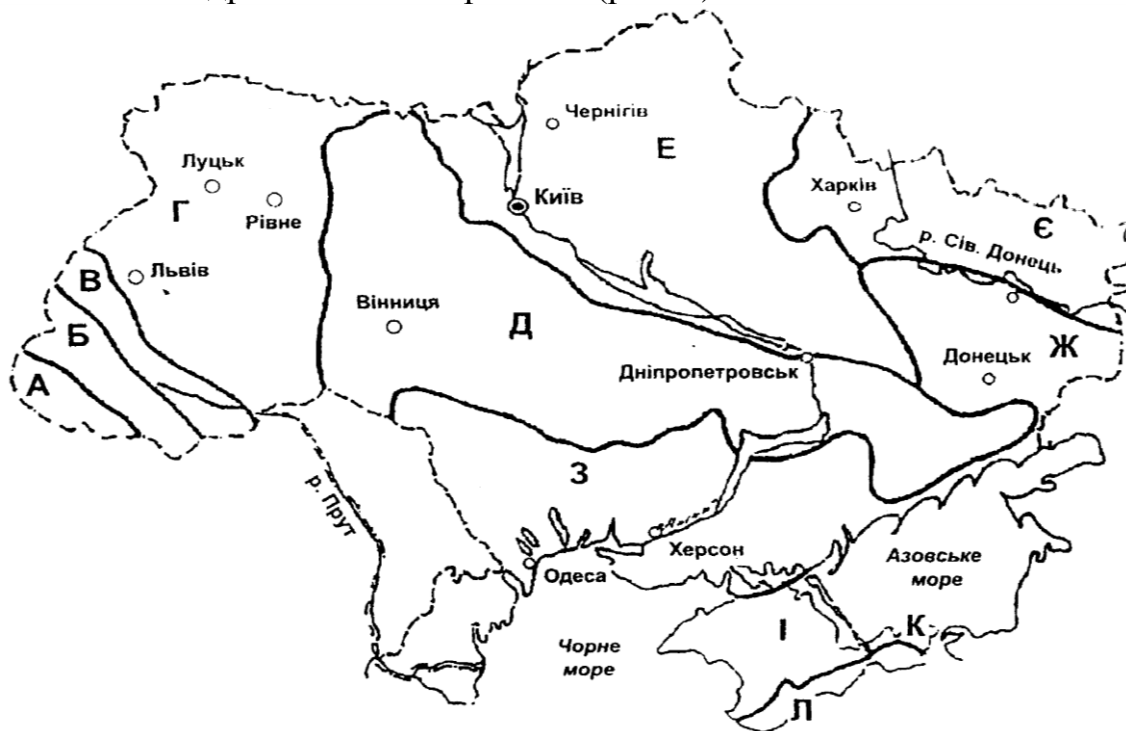 Чернігів
Е
Луцьк
Харків
Г
Рівне
Київ
Є
р. Сів. Донець
В
Львів
Вінниця
Б
Д
Ж
А
Дніпропетровськ
Донецьк
З
р. Прут
Херсон
Азовське
море
Одеса
І
К
Чорне
море
Л